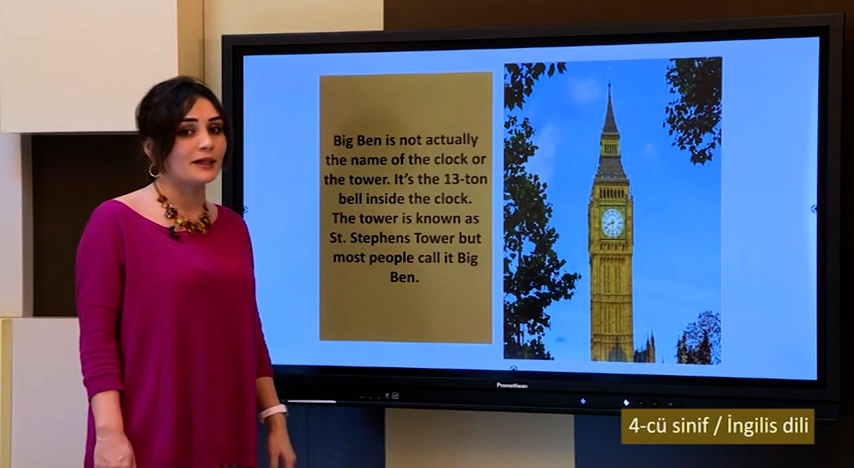 Big Ben is not actually
the name of the clock or
the tower. It's the 13-ton
bell inside the clock.
The tower is known as
St. Stephens Tower but
most people call it Big
Ben.
Promethean
4-cü sinif / İngilis dili